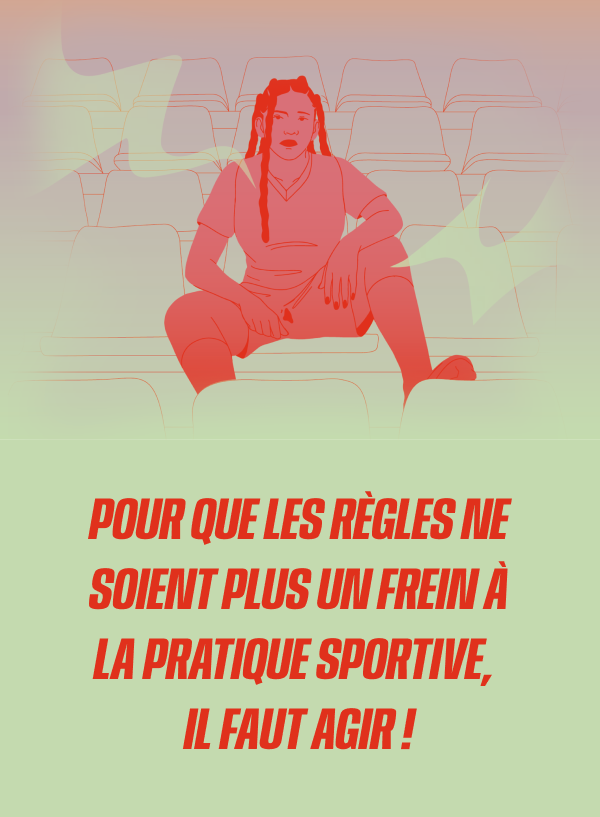 POUR QUE LES RÈGLES NE
SOIENT PLUS UN FREIN À
LA PRATIQUE SPORTIVE,
IL FAUT AGIR !